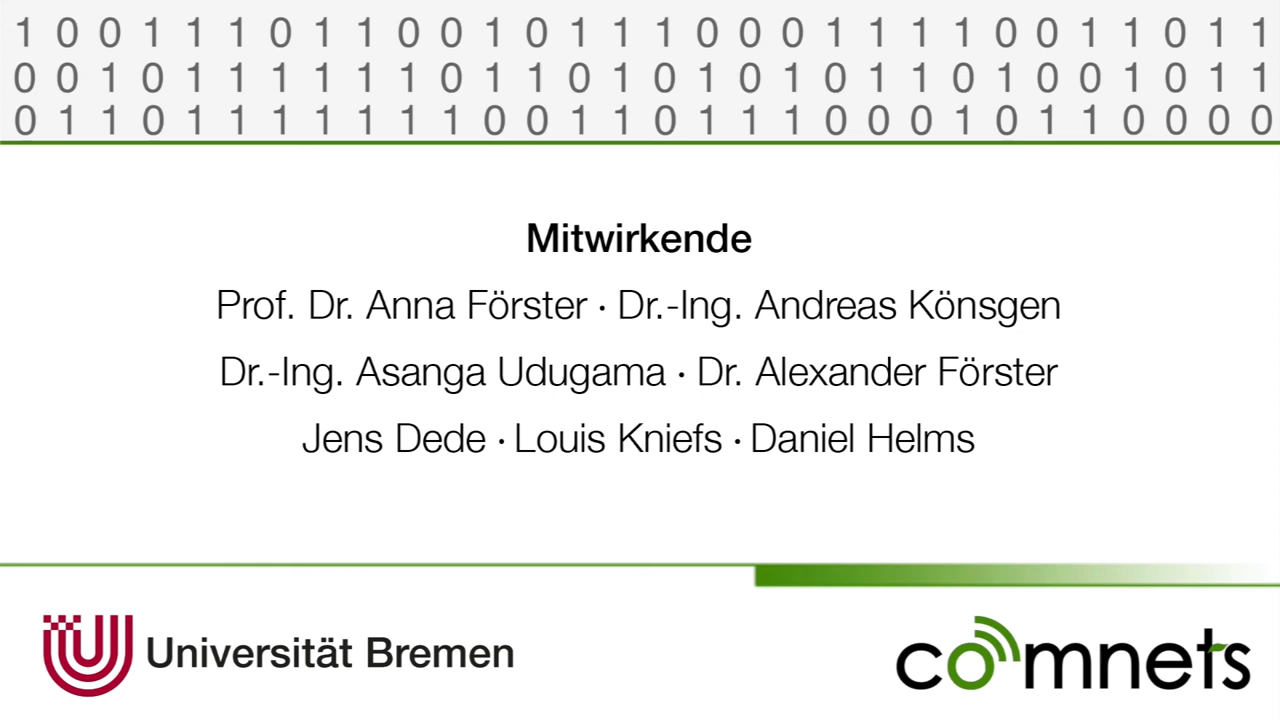 1 0 0 1 1 1 0 1 1 0 0 1 0 1 1 1 0 0 0 1 1 1 1 0 0 1 1 0 1 1
0 0 1 0 1 1 1 1 1 1 0 1 1 0 1 0 1 0 1 0 1 1 0 1 0 0 1 0 1 1
0 1 1 0 1 1 1 1 1 1 1 0 0 1 1 0 1 1 1 0 0 0 1 0 1 1 0 0 0 0
Mitwirkende
Prof. Dr. Anna Förster · Dr.-Ing. Andreas Könsgen
Dr.-Ing. Asanga Udugama · Dr. Alexander Förster
Jens Dede · Louis Kniefs · Daniel Helms
Universität Bremen
comnets